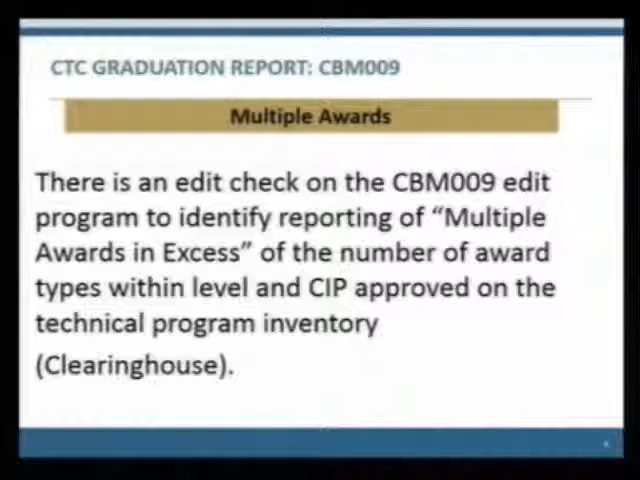 CTC GRADUATION REPORT: CBM009
Multiple Awards
There is an edit check on the CBM009 edit
program to identify reporting of “Multiple
Awards in Excess” of the number of award
types within level and CIP approved on the
technical program inventory
(Clearinghouse).